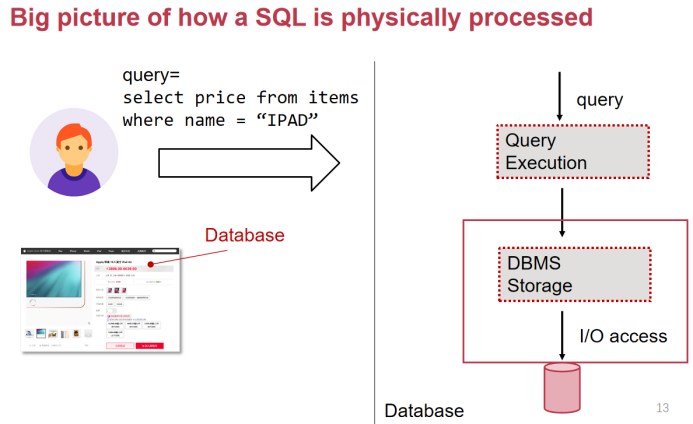 Big picture of how a SQL is physically processed
query=
select price from items
where name = “IPAD”
Database
query
Query
Execution
DBMS
Storage
I/O access
Database
13